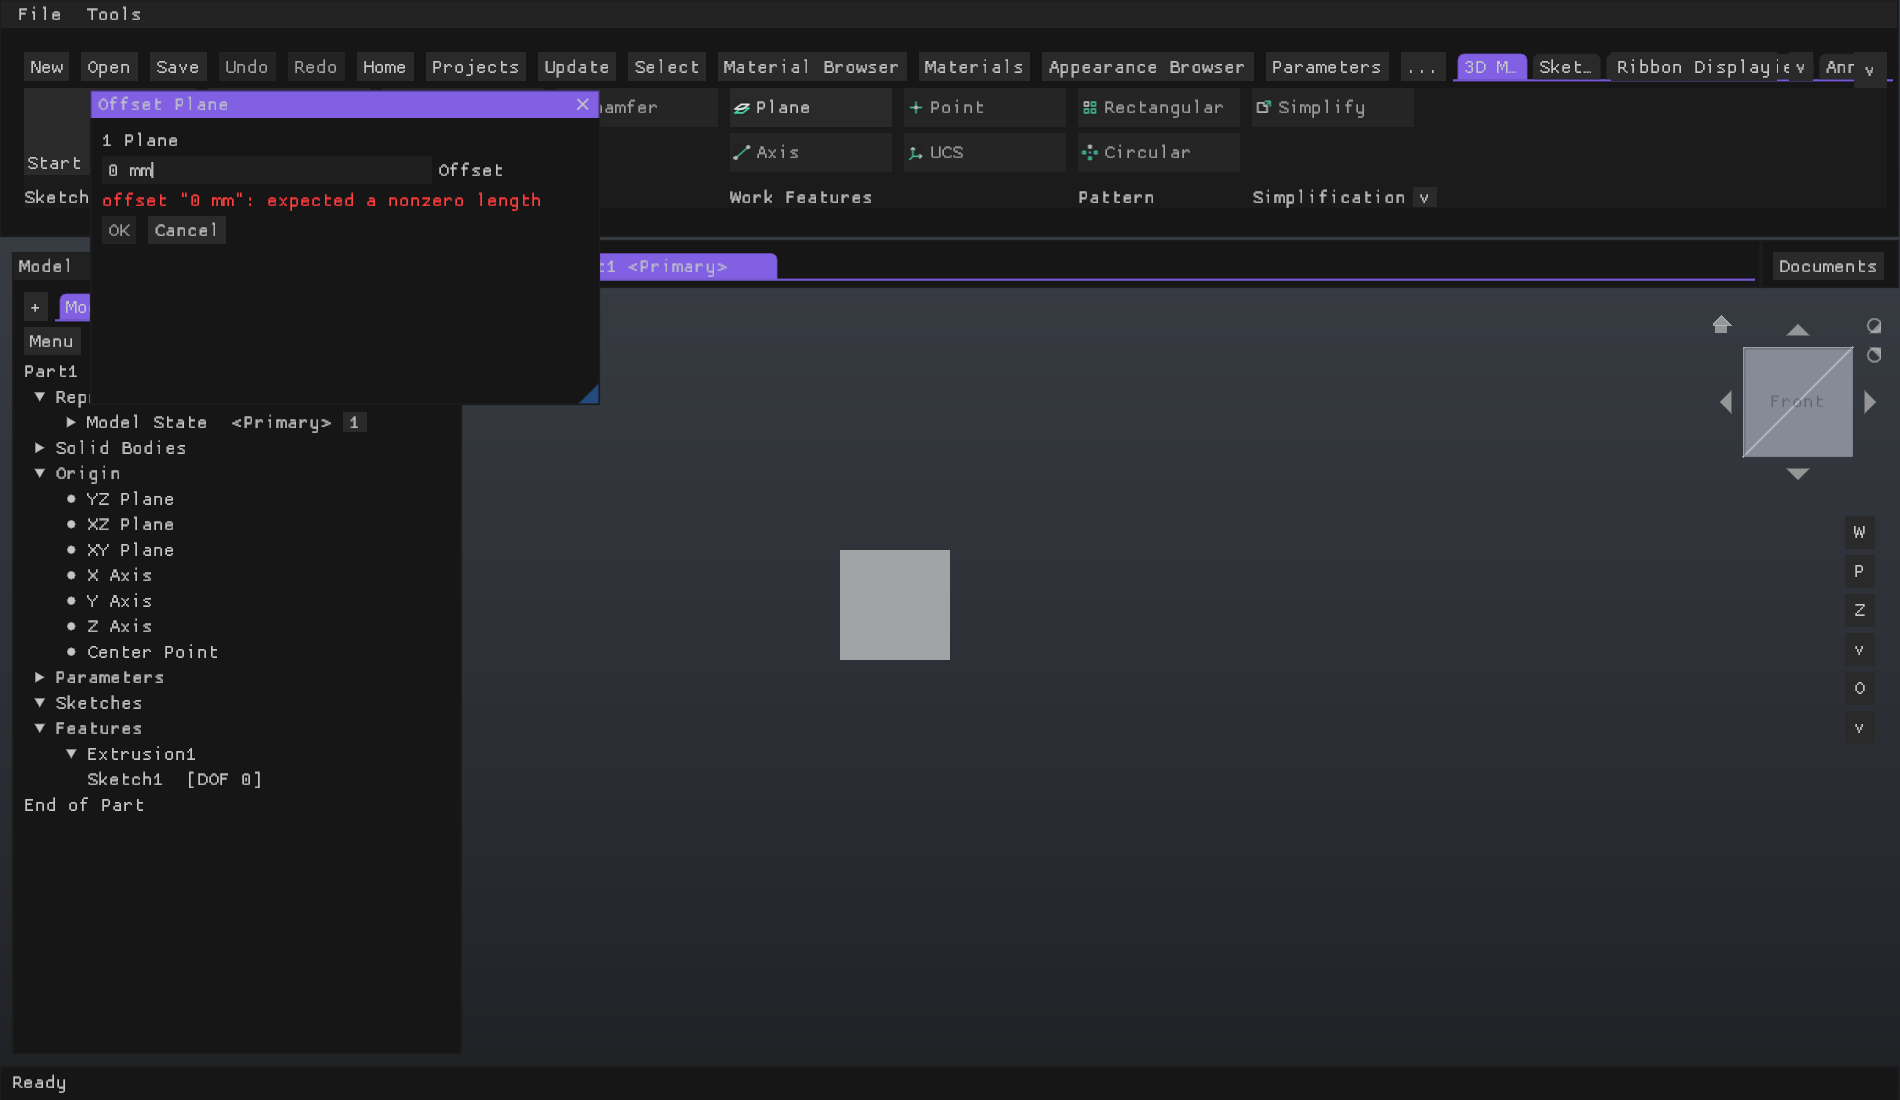 File Tools
New Open Save Undo Redo Home Projects Update Select Material Browser Materials Appearance Browser Parameters ... 3D M… Sket… Ribbon Display v Ann v
Offset Plane
1 Plane
0 mm Offset
offset "0 mm": expected a nonzero length
OK Cancel
Start
Sketch
amfer
Plane Point Rectangular Simplify
Axis UCS Circular
Work Features Pattern Simplification v
Model
t1 <Primary> Documents
+ Mo
Menu
Part1
Rep
Model State <Primary> 1
Solid Bodies
Origin
YZ Plane
XZ Plane
XY Plane
X Axis
Y Axis
Z Axis
Center Point
Parameters
Sketches
Features
Extrusion1
Sketch1 [DOF 0]
End of Part
Front
W
P
Z
v
O
v
Ready